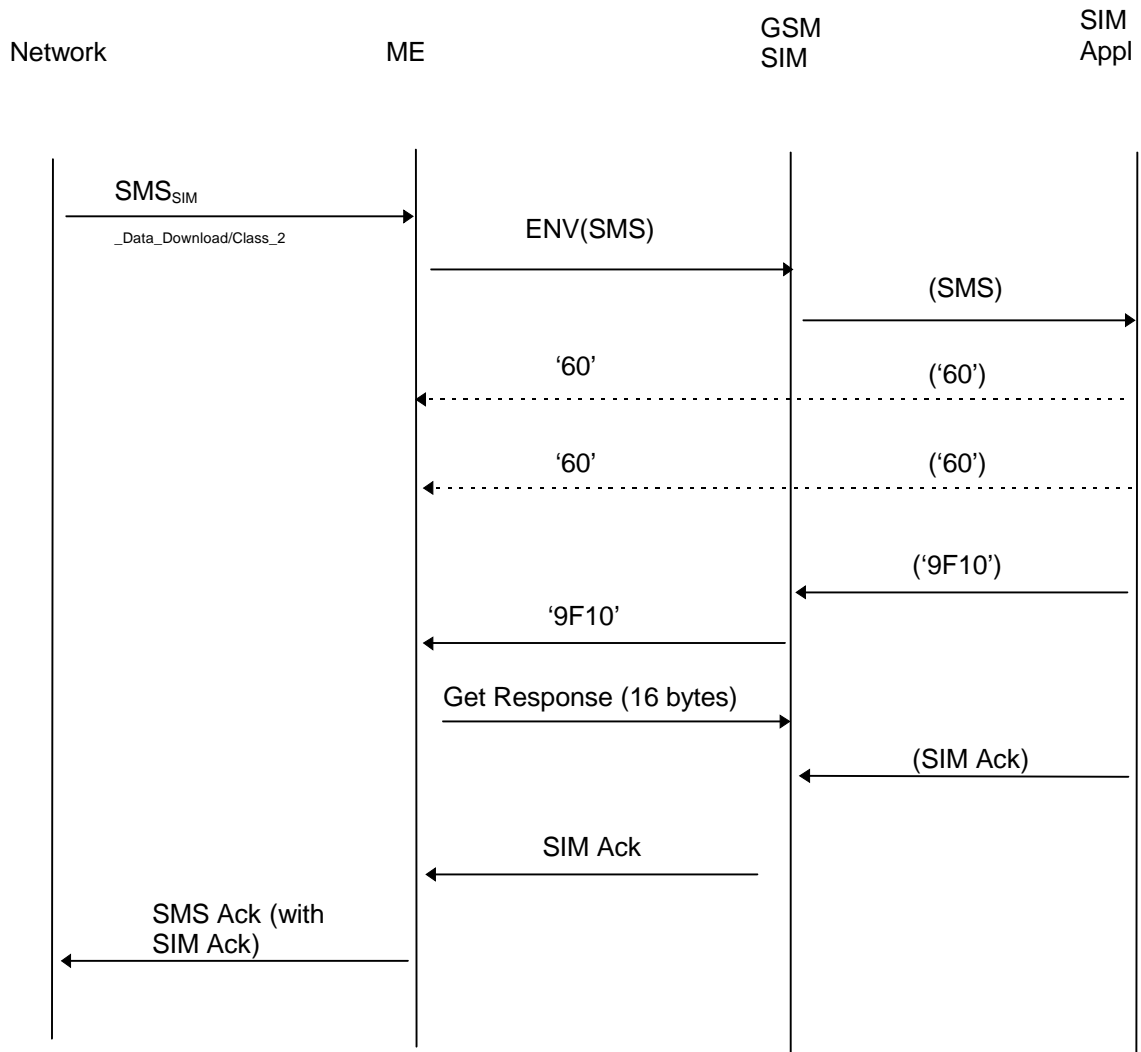 Network
ME
GSM
SIM
SIM
Appl
SMSSIM
_Data_Download/Class_2
ENV(SMS)
(SMS)
‘60’
(‘60’)
‘60’
(‘60’)
(‘9F10’)
‘9F10’
Get Response (16 bytes)
(SIM Ack)
SIM Ack
SMS Ack (with
SIM Ack)